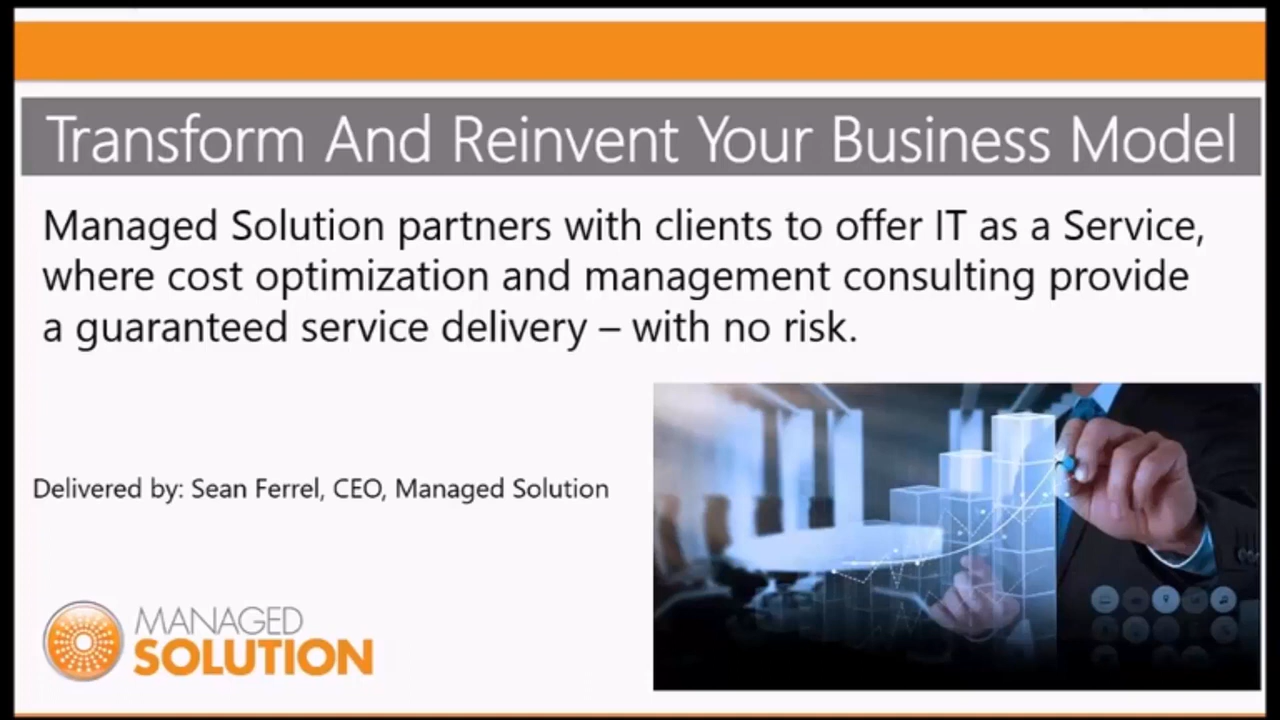 Transform And Reinvent Your Business Model
Managed Solution partners with clients to offer IT as a Service,
where cost optimization and management consulting provide
a guaranteed service delivery – with no risk.
Delivered by: Sean Ferrel, CEO, Managed Solution
MANAGED
SOLUTION